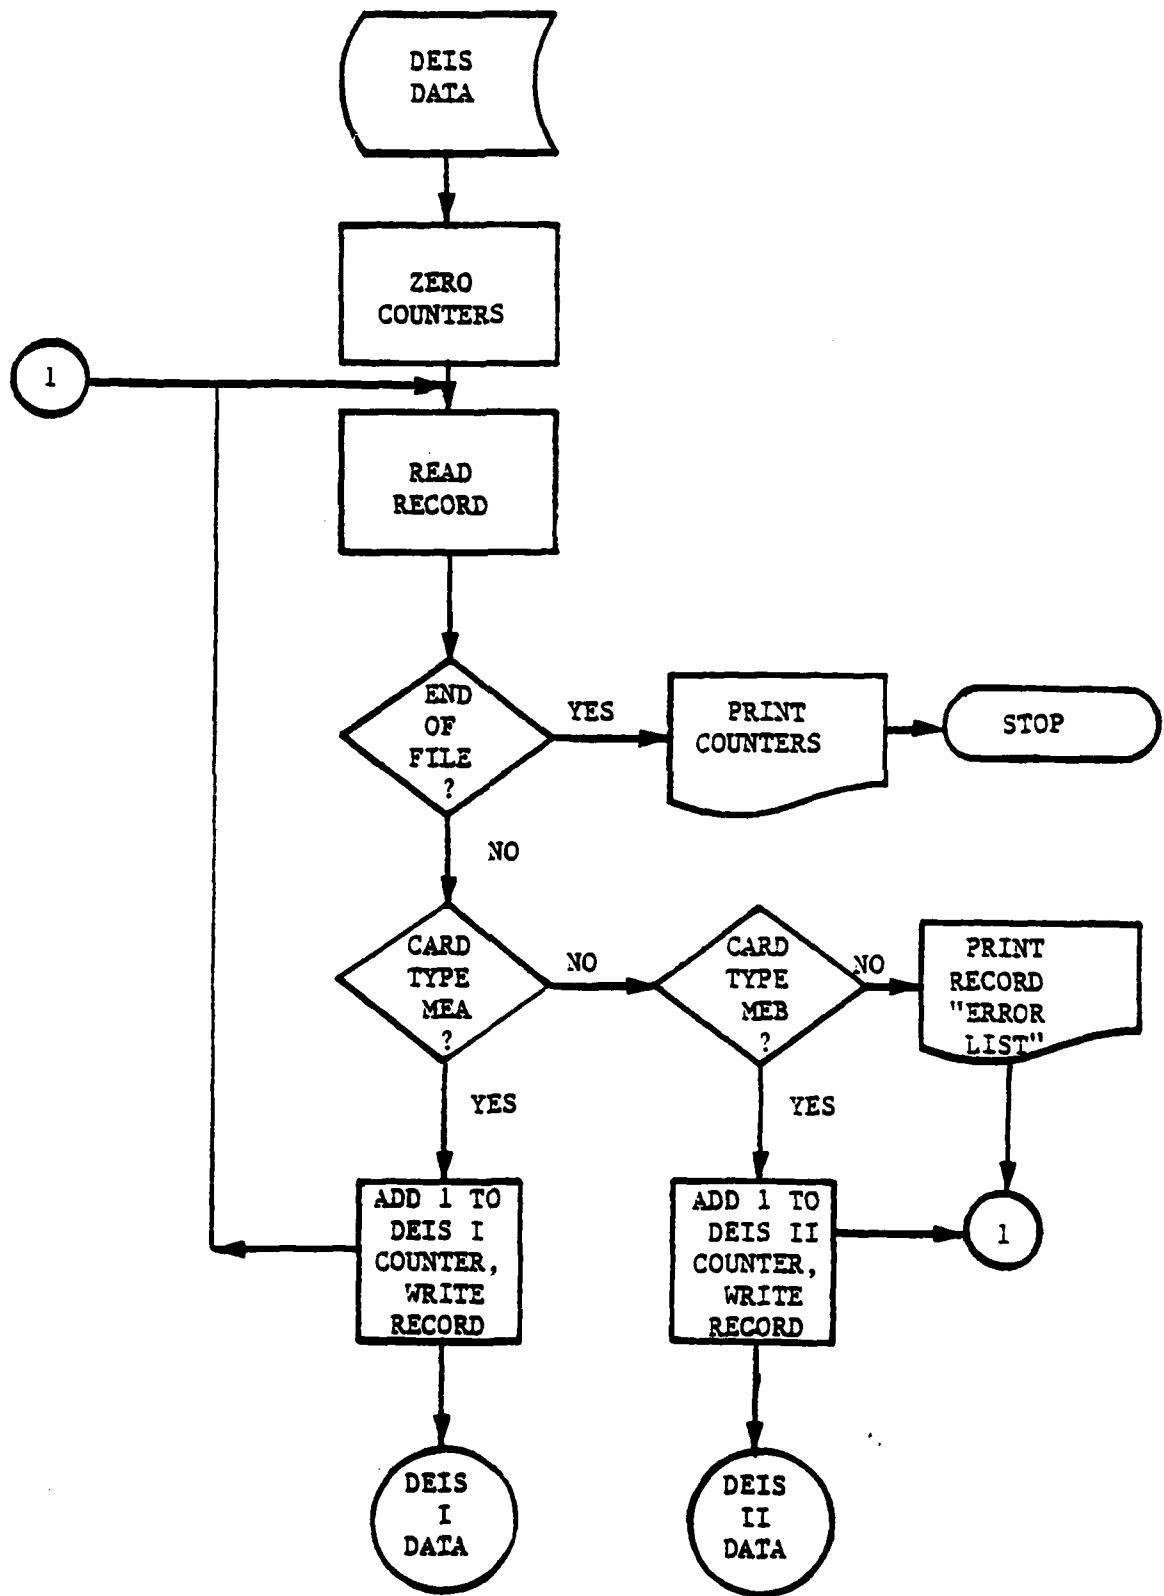 DEIS
DATA
ZERO
COUNTERS
1
READ
RECORD
END
OF
FILE
?
YES
PRINT
COUNTERS
STOP
NO
CARD
TYPE
MEA
?
NO
CARD
TYPE
MEB
?
NO
PRINT
RECORD
"ERROR
LIST"
YES
YES
ADD 1 TO
DEIS I
COUNTER,
WRITE
RECORD
ADD 1 TO
DEIS II
COUNTER,
WRITE
RECORD
1
DEIS
I
DATA
DEIS
II
DATA